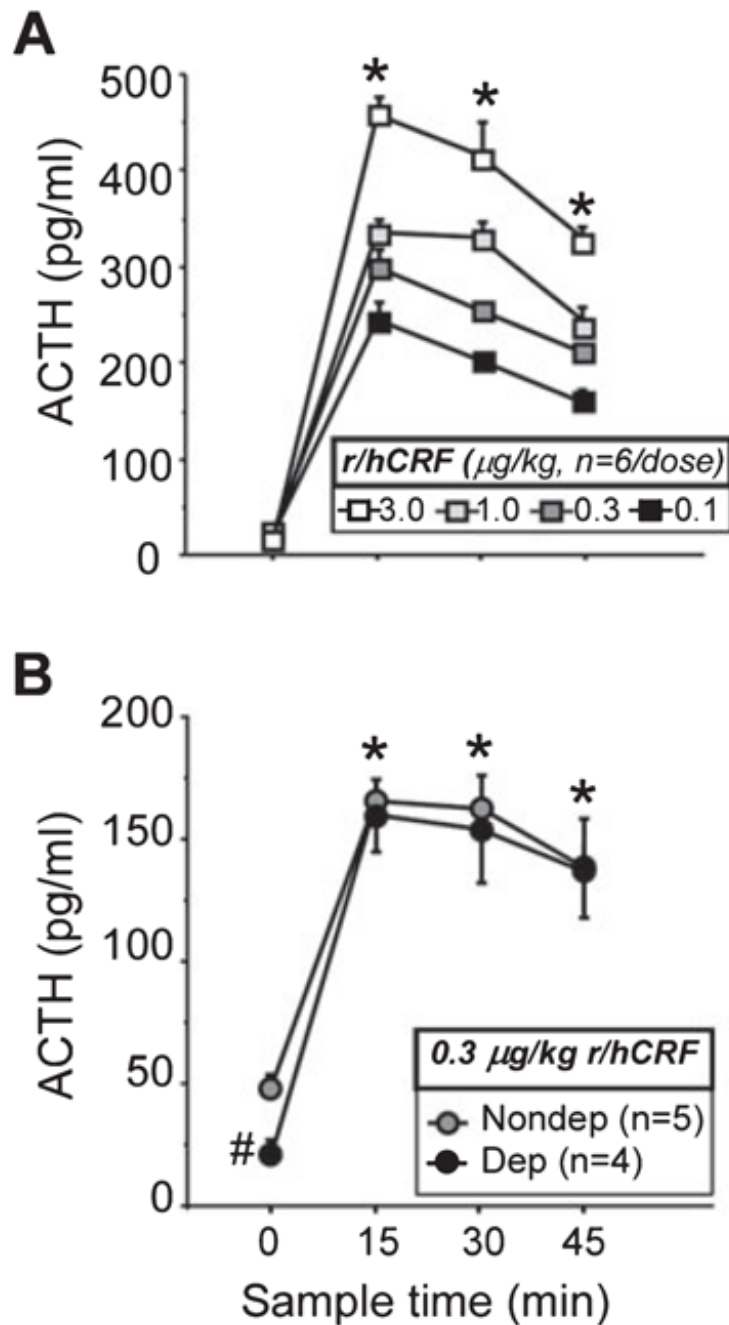 A
*
*
*
500
400
300
200
100
0
ACTH (pg/ml)
r/hCRF (μg/kg, n=6/dose)
3.0 1.0 0.3 0.1
B
*
*
*
200
150
100
50
0
ACTH (pg/ml)
#
0.3 μg/kg r/hCRF
Nondep (n=5)
Dep (n=4)
0 15 30 45
Sample time (min)